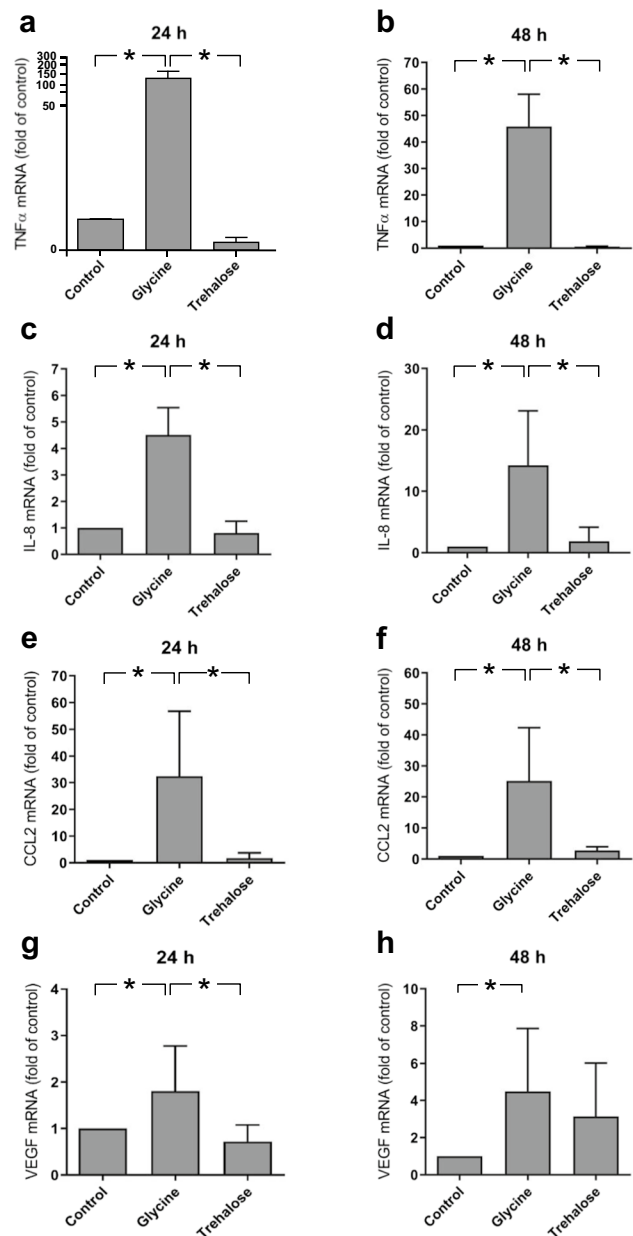 a
24 h
* *
TNFα mRNA (fold of control)
300
200
150
100
50
0
Control
Glycine
Trehalose
b
48 h
* *
TNFα mRNA (fold of control)
70
60
50
40
30
20
10
0
Control
Glycine
Trehalose
c
24 h
* *
IL-8 mRNA (fold of control)
7
6
5
4
3
2
1
0
Control
Glycine
Trehalose
d
48 h
* *
IL-8 mRNA (fold of control)
30
20
10
0
Control
Glycine
Trehalose
e
24 h
* *
CCL2 mRNA (fold of control)
70
60
50
40
30
20
10
0
Control
Glycine
Trehalose
f
48 h
* *
CCL2 mRNA (fold of control)
60
50
40
30
20
10
0
Control
Glycine
Trehalose
g
24 h
* *
VEGF mRNA (fold of control)
4
3
2
1
0
Control
Glycine
Trehalose
h
48 h
*
VEGF mRNA (fold of control)
10
8
6
4
2
0
Control
Glycine
Trehalose